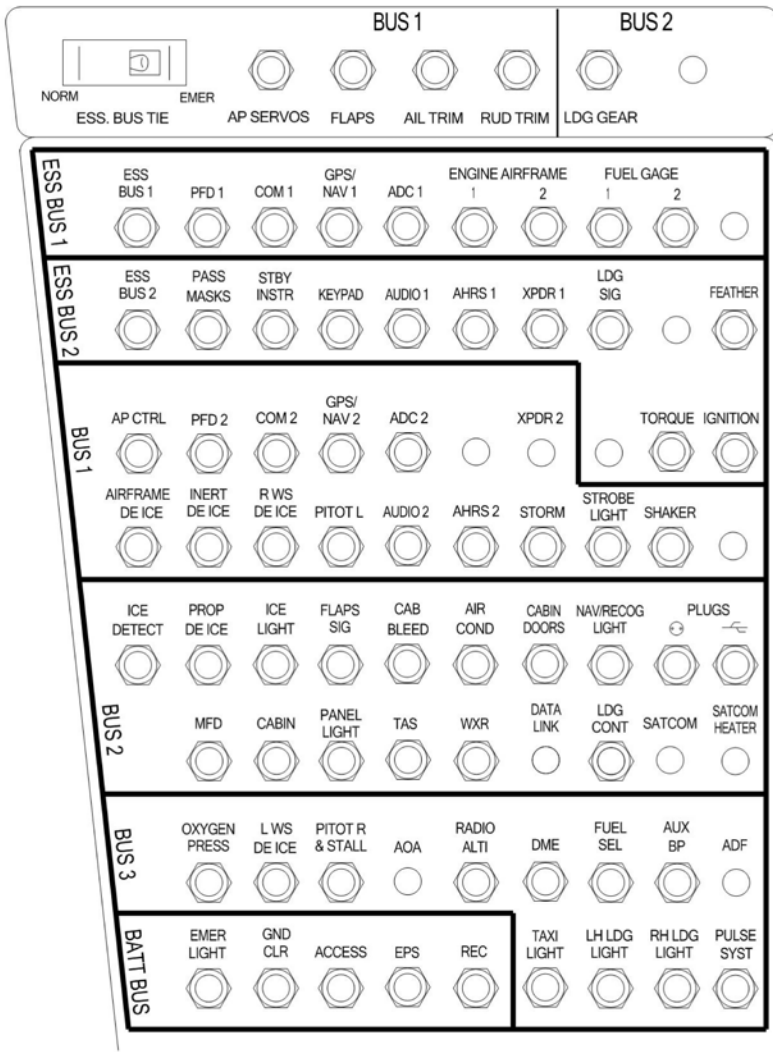 BUS 1
BUS 2
NORM
EMER
ESS. BUS TIE
AP SERVOS
FLAPS
AIL TRIM
RUD TRIM
LDG GEAR
ESS BUS 1
ESS
BUS 1
PFD 1
COM 1
GPS/
NAV 1
ADC 1
ENGINE AIRFRAME
1
2
FUEL GAGE
1
2
ESS BUS 2
ESS
BUS 2
PASS
MASKS
STBY
INSTR
KEYPAD
AUDIO 1
AHRS 1
XPDR 1
LDG
SIG
FEATHER
BUS 1
AP CTRL
PFD 2
COM 2
GPS/
NAV 2
ADC 2
XPDR 2
TORQUE
IGNITION
AIRFRAME
DE ICE
INERT
DE ICE
R WS
DE ICE
PITOT L
AUDIO 2
AHRS 2
STORM
STROBE
LIGHT
SHAKER
BUS 2
ICE
DETECT
PROP
DE ICE
ICE
LIGHT
FLAPS
SIG
CAB
BLEED
AIR
COND
CABIN
DOORS
NAV/RECOG
LIGHT
PLUGS
MFD
CABIN
PANEL
LIGHT
TAS
WXR
DATA
LINK
LDG
CONT
SATCOM
SATCOM
HEATER
BUS 3
OXYGEN
PRESS
L WS
DE ICE
PITOT R
& STALL
AOA
RADIO
ALTI
DME
FUEL
SEL
AUX
BP
ADF
BATT BUS
EMER
LIGHT
GND
CLR
ACCESS
EPS
REC
TAXI
LIGHT
LH LDG
LIGHT
RH LDG
LIGHT
PULSE
SYST